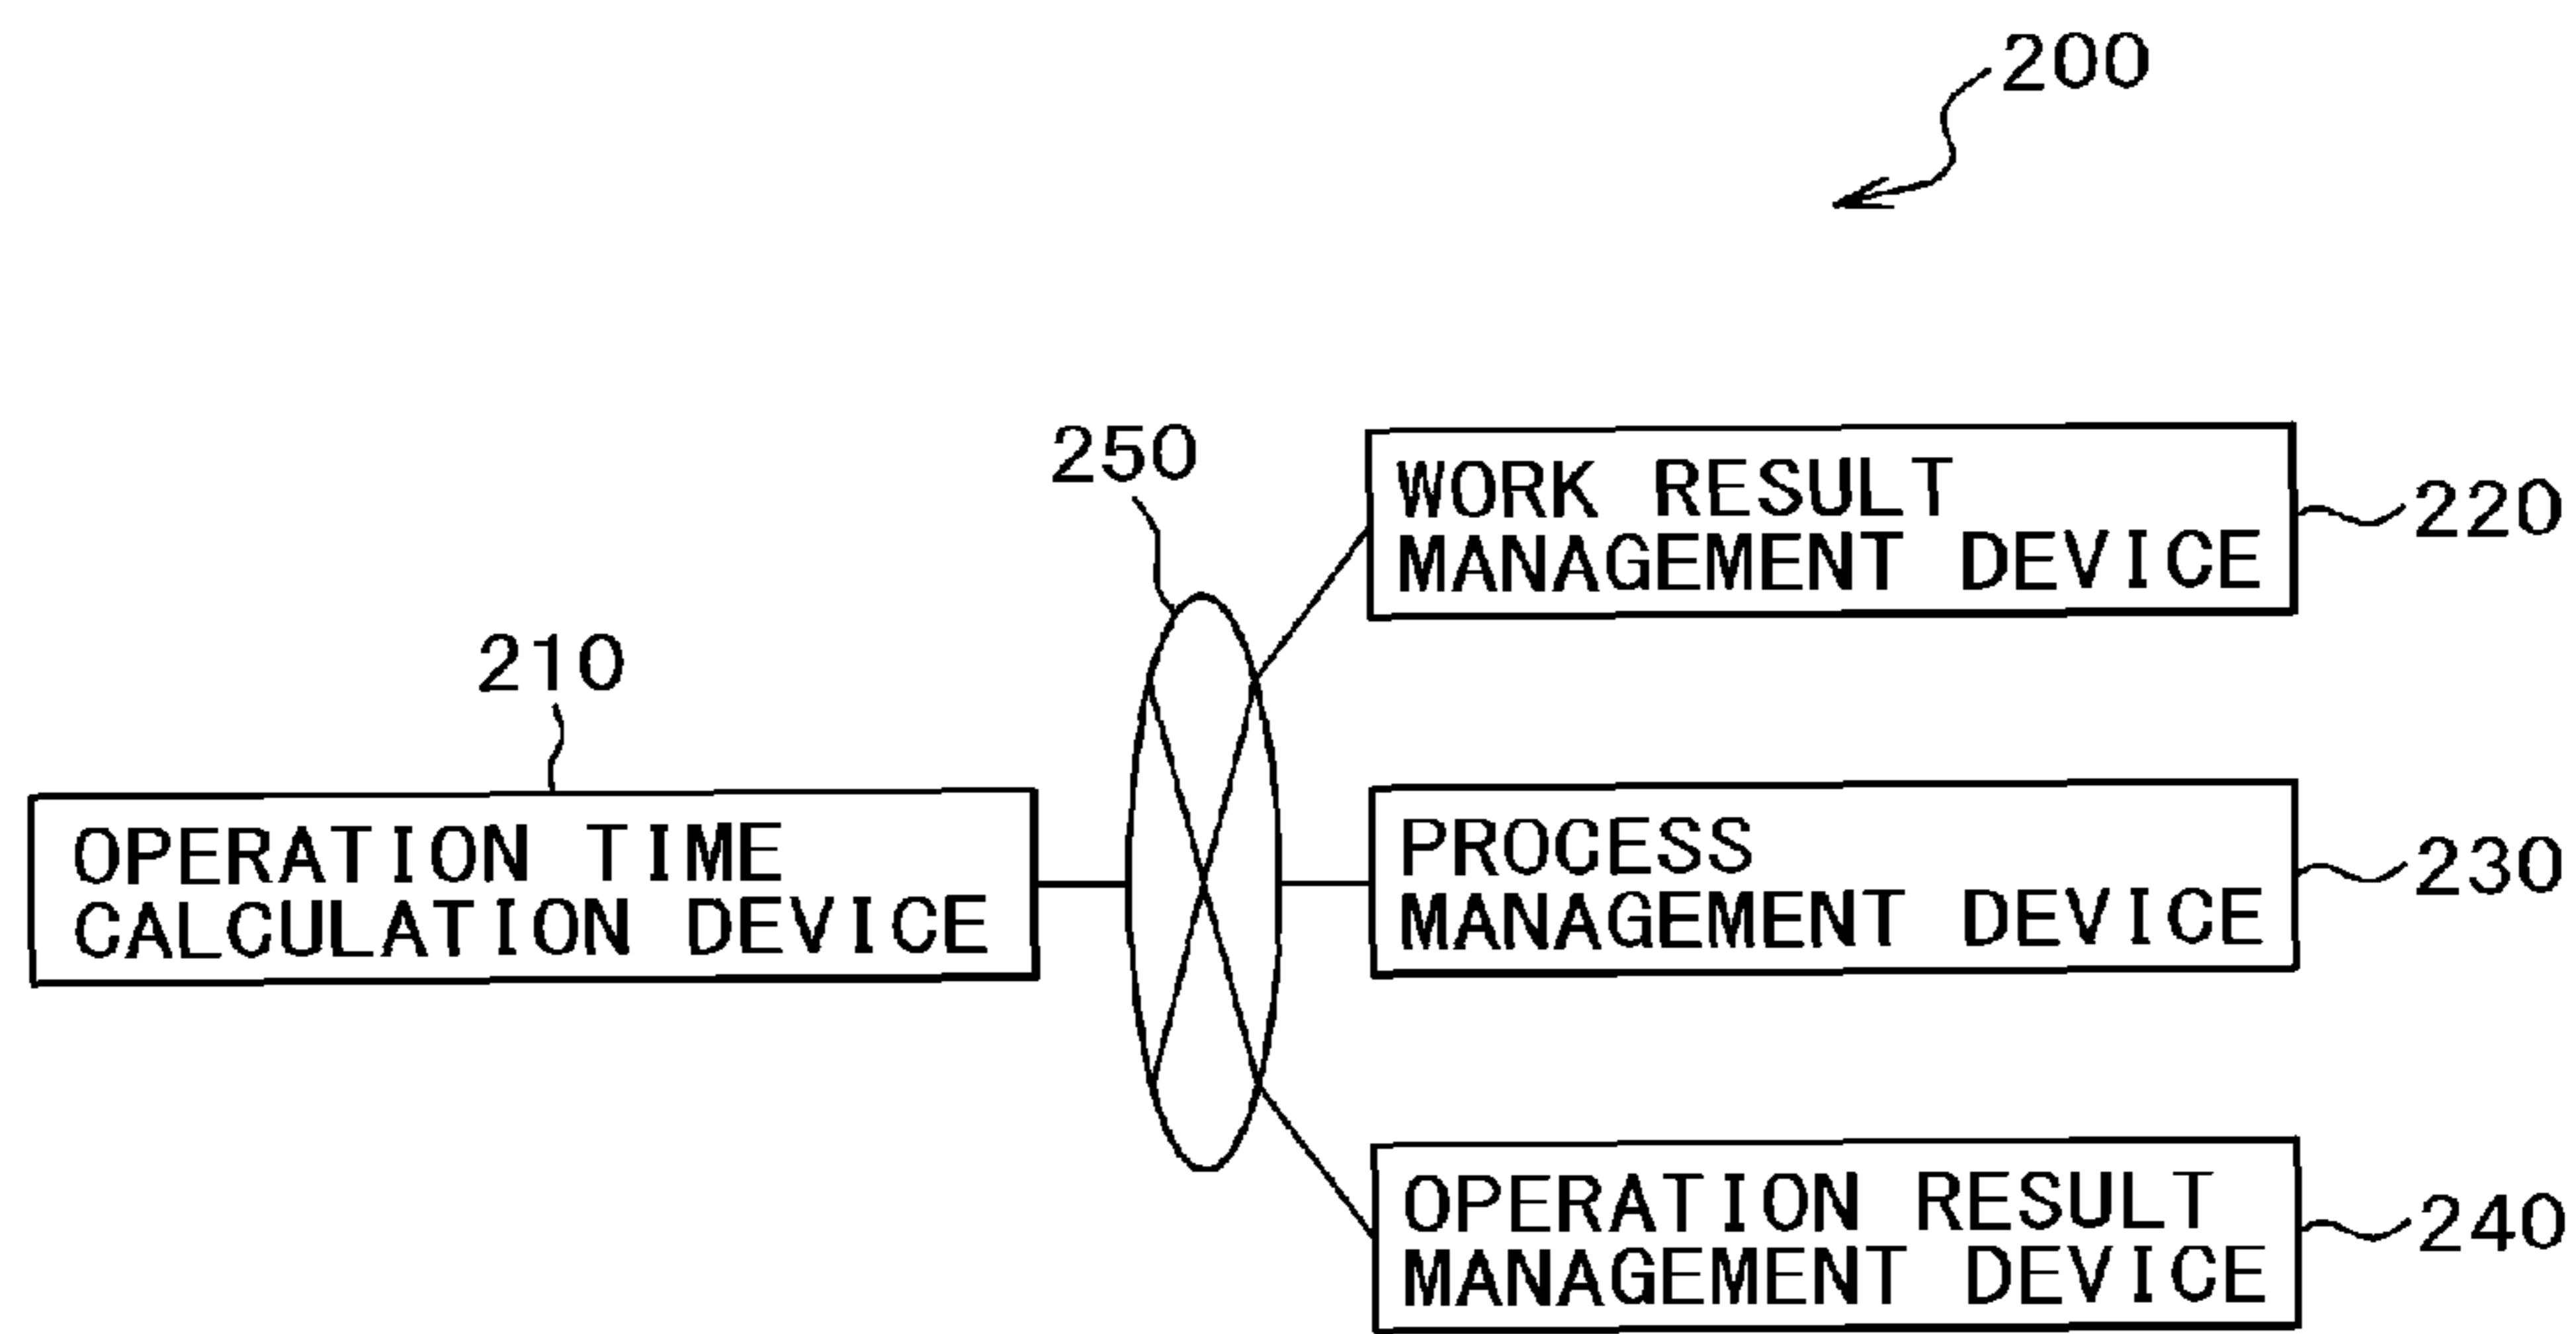 200
250
WORK RESULT
MANAGEMENT DEVICE
220
210
OPERATION TIME
CALCULATION DEVICE
PROCESS
MANAGEMENT DEVICE
230
OPERATION RESULT
MANAGEMENT DEVICE
240